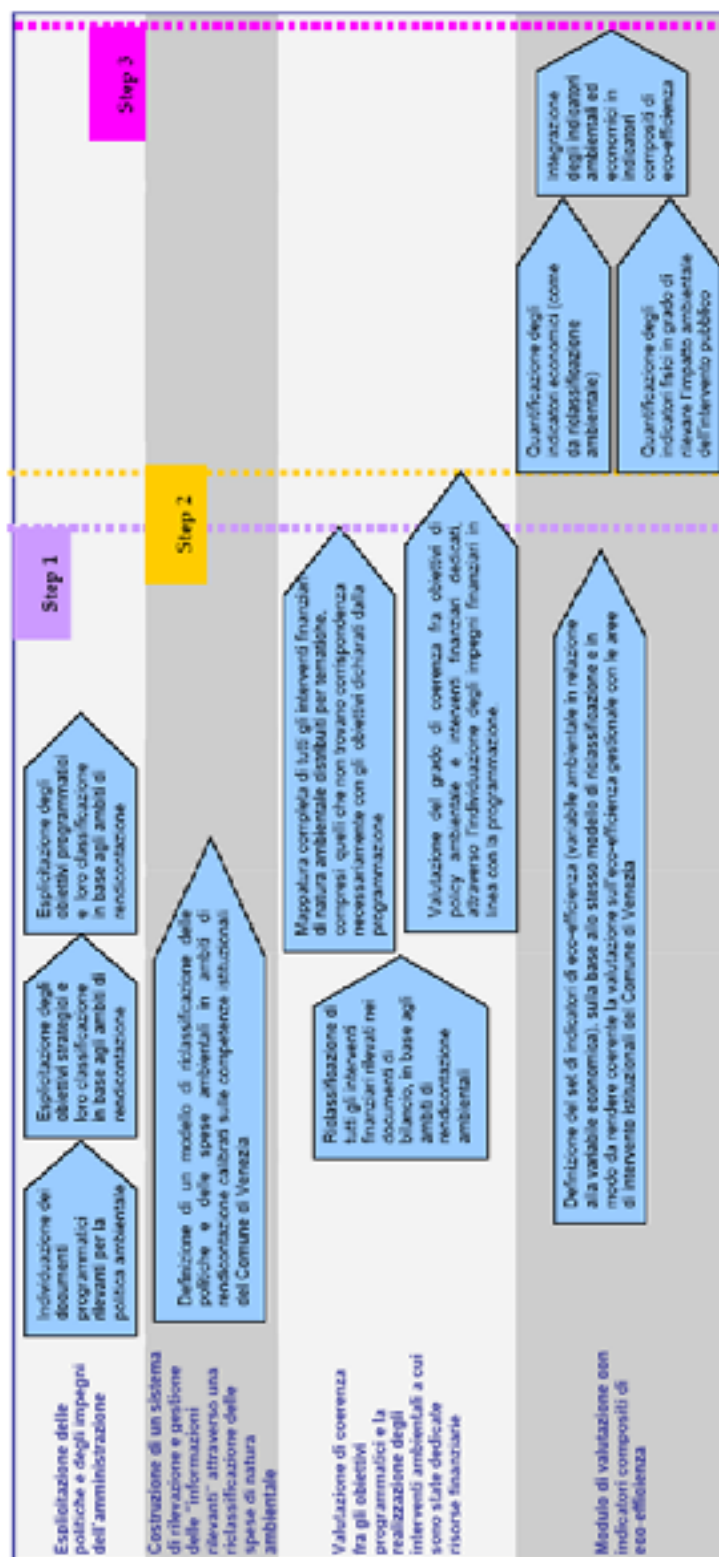 Esplicitazione delle
politiche e degli impegni
dell'amministrazione
Individuazione dei
documenti
programmatici
rilevanti per la
politica ambientale
Esplicitazione degli
obiettivi strategici e
loro classificazione
in base agli ambiti di
rendicontazione
Esplicitazione degli
obiettivi programmatici
e loro classificazione
in base agli ambiti di
rendicontazione
Step 1
Step 3
Costruzione di un sistema
di rilevazione e gestione
delle "informazioni
rilevanti" attraverso una
riclassificazione delle
spese di natura
ambientale
Definizione di un modello di riclassificazione delle
politiche e delle spese ambientali in ambiti di
rendicontazione calibrati sulle competenze istituzionali
del Comune di Venezia
Step 2
Valutazione di coerenza
fra gli obiettivi
programmatici e la
realizzazione degli
interventi ambientali a cui
sono state dedicate
risorse finanziarie
Riclassificazione di
tutti gli interventi
finanziari rilevati nei
documenti di
bilancio, in base agli
ambiti di
rendicontazione
ambientali
Mappatura completa di tutti gli interventi finanziari
di natura ambientale distribuiti per tematiche,
compresi quelli che non trovano corrispondenza
necessariamente con gli obiettivi dichiarati dalla
programmazione
Valutazione del grado di coerenza fra obiettivi di
policy ambientale e interventi finanziari dedicati,
attraverso l'individuazione degli impegni finanziari in
linea con la programmazione.
Modulo di valutazione con
indicatori compositi di
eco-efficienza
Definizione del set di indicatori di eco-efficienza (variabile ambientale in relazione
alla variabile economica), sulla base allo stesso modello di riclassificazione e in
modo da rendere coerente la valutazione sull'eco-efficienza gestionale con le aree
di intervento istituzionali del Comune di Venezia
Quantificazione degli
indicatori economici (come
da riclassificazione
ambientale)
Quantificazione degli
indicatori fisici in grado di
rilevare l'impatto ambientale
dell'intervento pubblico
Integrazione
degli indicatori
ambientali ed
economici in
indicatori
compositi di
eco-efficienza